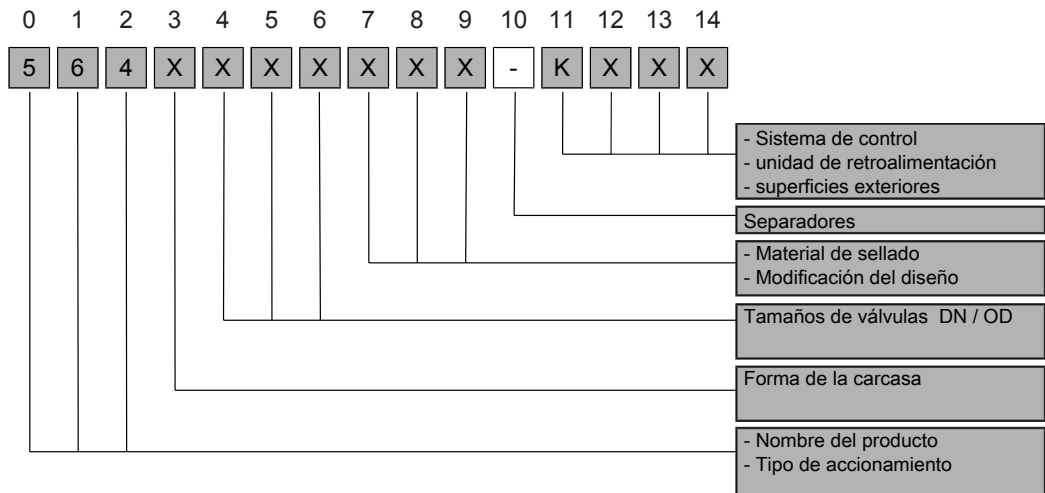 0 1 2 3 4 5 6 7 8 9 10 11 12 13 14
5 6 4 X X X X X X X - K X X X
- Sistema de control
- unidad de retroalimentación
- superficies exteriores
Separadores
- Material de sellado
- Modificación del diseño
Tamaños de válvulas DN / OD
Forma de la carcasa
- Nombre del producto
- Tipo de accionamiento